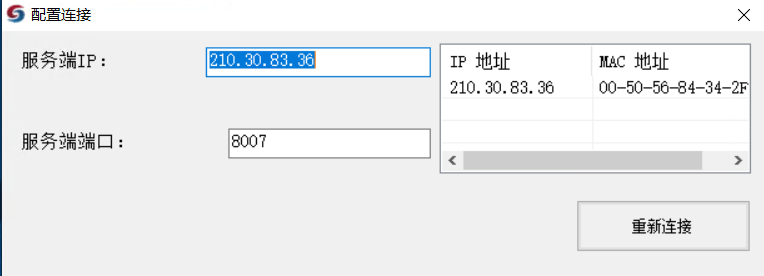 配置连接
服务端IP：
210.30.83.36
IP 地址
MAC 地址
210.30.83.36
00-50-56-84-34-2F
服务端端口：
8007
重新连接